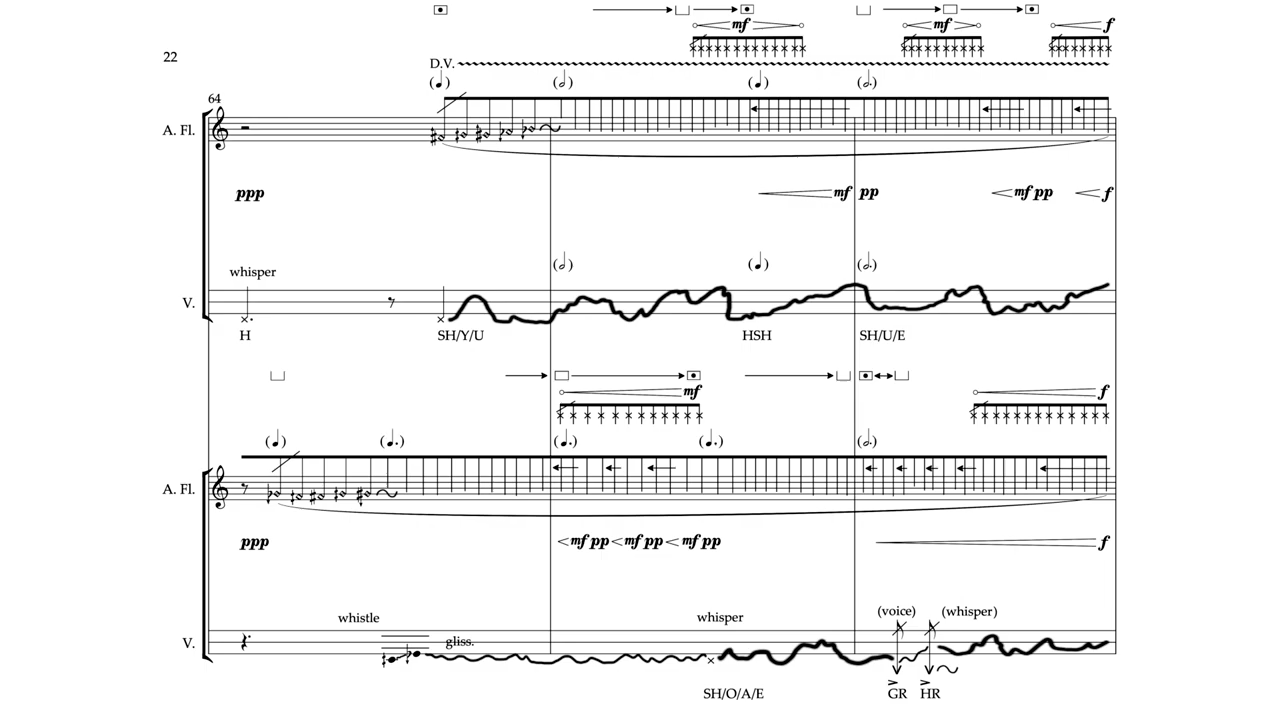 mf mf f
22
D.V.
64
A. Fl.
ppp mf pp mf pp f
whisper
V.
H SH/Y/U HSH SH/U/E
mf f
A. Fl.
ppp mf pp mf pp mf pp f
whistle whisper (voice) (whisper)
V. gliss.
SH/O/A/E GR HR